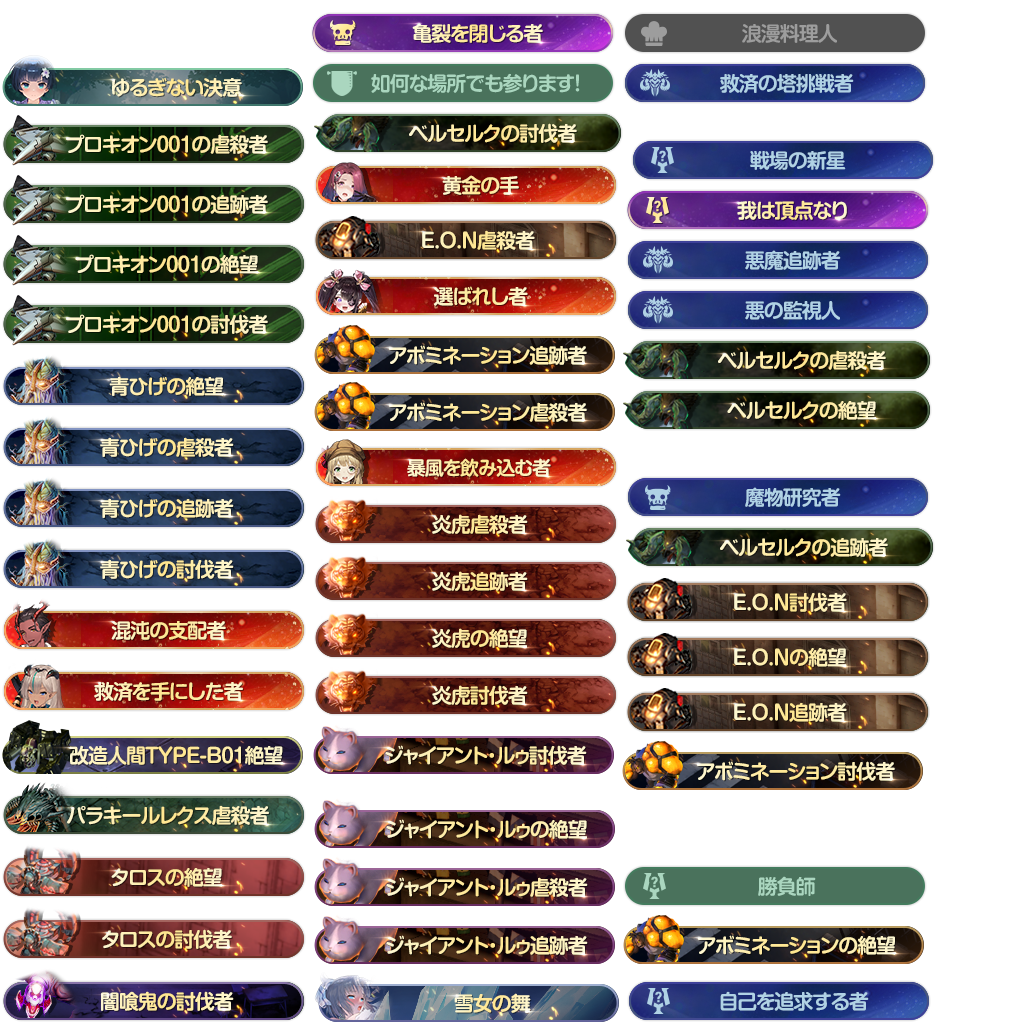 ゆるぎない決意
プロキオン001の虐殺者
プロキオン001の追跡者
プロキオン001の絶望
プロキオン001の討伐者
青ひげの絶望
青ひげの虐殺者
青ひげの追跡者
青ひげの討伐者
混沌の支配者
救済を手にした者
改造人間TYPE-B01絶望
パラキールレクス虐殺者
タロスの絶望
タロスの討伐者
闇喰鬼の討伐者
亀裂を閉じる者
如何な場所でも参ります!
ベルセルクの討伐者
黄金の手
E.O.N虐殺者
選ばれし者
アボミネーション追跡者
アボミネーション虐殺者
暴風を飲み込む者
炎虎虐殺者
炎虎追跡者
炎虎の絶望
炎虎討伐者
ジャイアント・ルゥ討伐者
ジャイアント・ルゥの絶望
ジャイアント・ルゥ虐殺者
ジャイアント・ルゥ追跡者
雪女の舞
浪漫料理人
救済の塔挑戦者
戦場の新星
我は頂点なり
悪魔追跡者
悪の監視人
ベルセルクの虐殺者
ベルセルクの絶望
魔物研究者
ベルセルクの追跡者
E.O.N討伐者
E.O.Nの絶望
E.O.N追跡者
アボミネーション討伐者
勝負師
アボミネーションの絶望
自己を追求する者